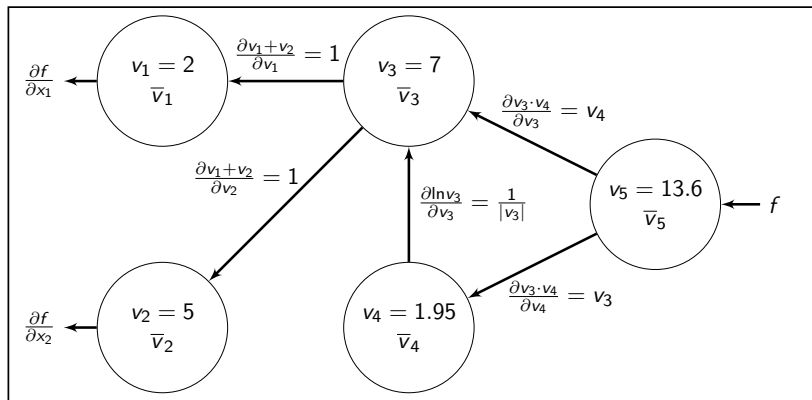 ∂f/∂x₁
v₁ = 2
v̅₁
∂v₁+v₂/∂v₁ = 1
v₃ = 7
v̅₃
∂v₃·v₄/∂v₃ = v₄
∂v₁+v₂/∂v₂ = 1
∂lnv₃/∂v₃ = 1/|v₃|
v₅ = 13.6
v̅₅
f
∂f/∂x₂
v₂ = 5
v̅₂
v₄ = 1.95
v̅₄
∂v₃·v₄/∂v₄ = v₃